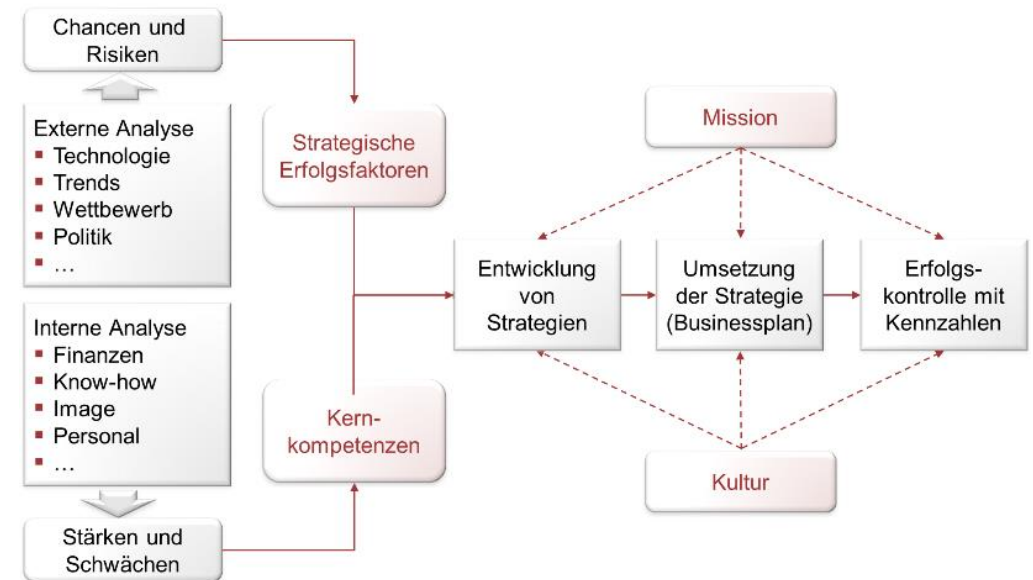 Chancen und
Risiken
Externe Analyse
▪ Technologie
▪ Trends
▪ Wettbewerb
▪ Politik
▪ …
Interne Analyse
▪ Finanzen
▪ Know-how
▪ Image
▪ Personal
▪ …
Stärken und
Schwächen
Strategische
Erfolgsfaktoren
Kern-
kompetenzen
Mission
Entwicklung
von
Strategien
Umsetzung
der Strategie
(Businessplan)
Erfolgs-
kontrolle mit
Kennzahlen
Kultur